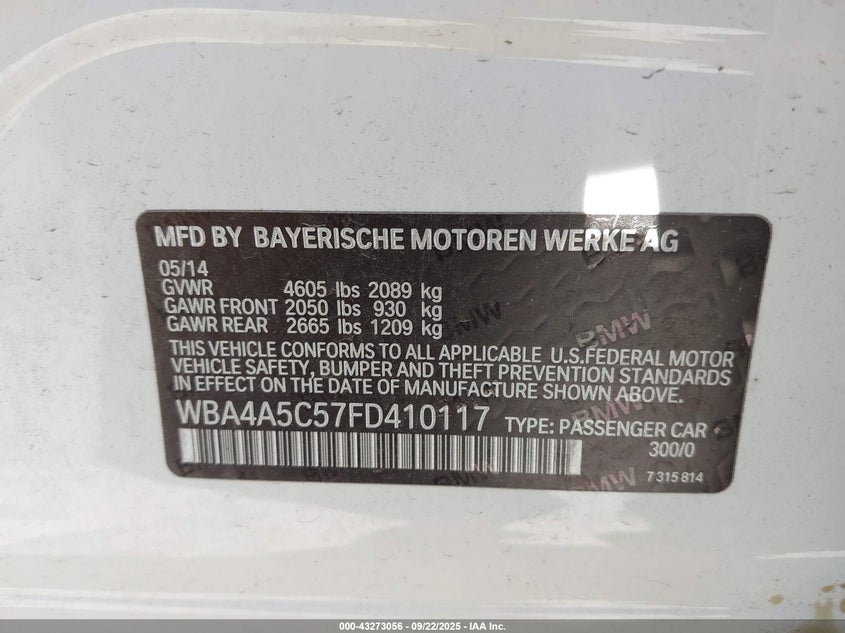 MFD BY BAYERISCHE MOTOREN WERKE AG
05/14
GVWR 4605 lbs 2089 kg
GAWR FRONT 2050 lbs 930 kg
GAWR REAR 2665 lbs 1209 kg
THIS VEHICLE CONFORMS TO ALL APPLICABLE U.S.FEDERAL MOTOR
VEHICLE SAFETY, BUMPER AND THEFT PREVENTION STANDARDS
IN EFFECT ON THE DATE OF MANUFACTURE SHOWN ABOVE.
WBA4A5C57FD410117 TYPE: PASSENGER CAR
300/0
7 315 814
000-43273056 - 09/22/2025 - IAA Inc.